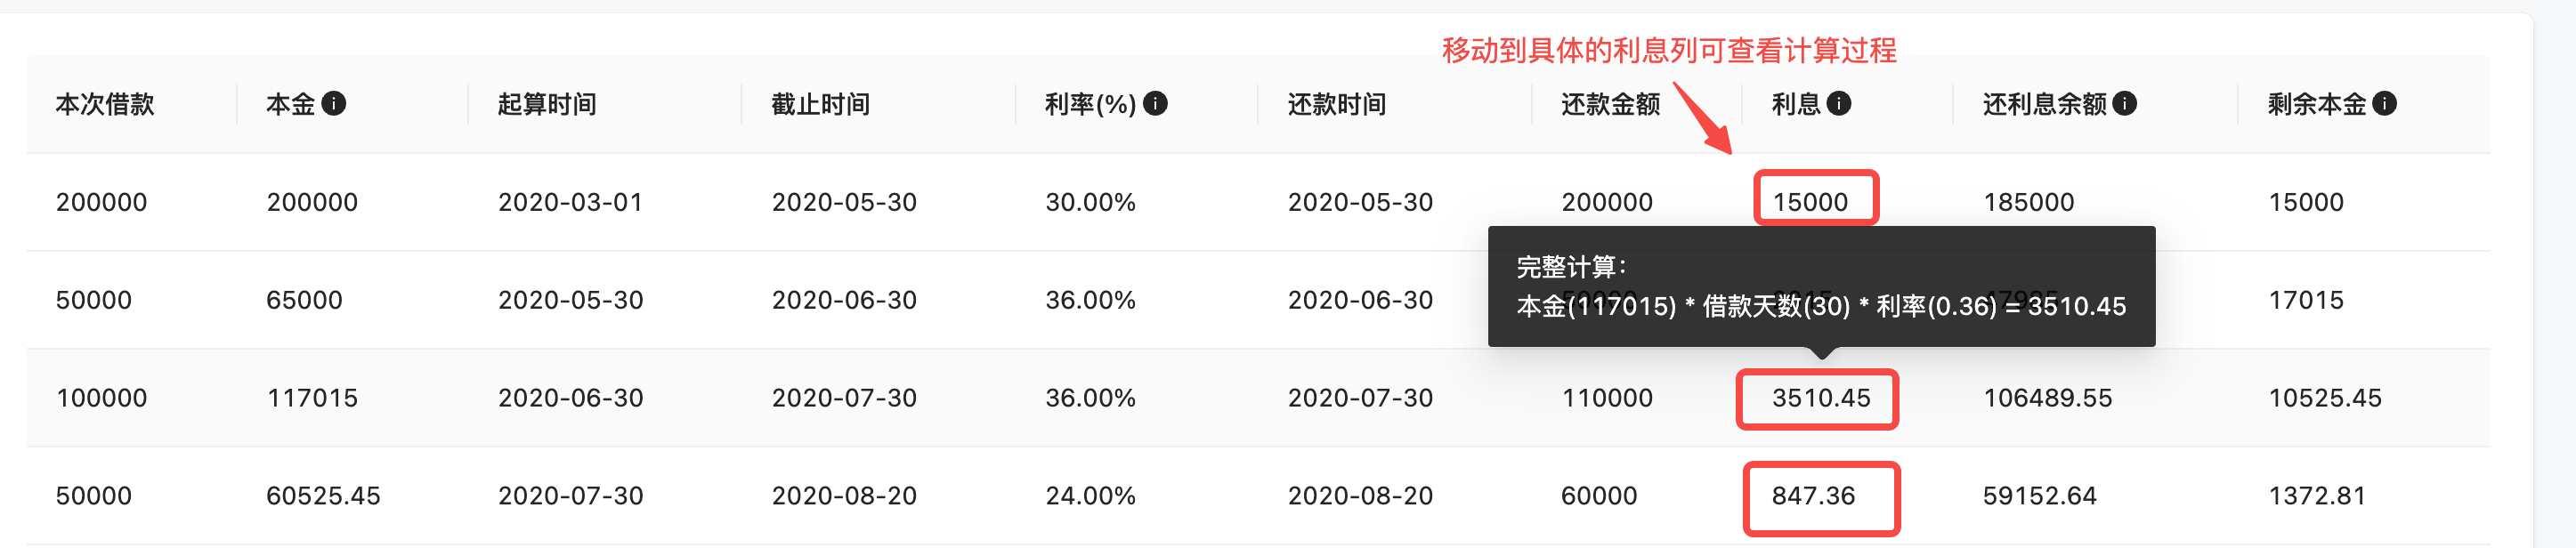 移动到具体的利息列可查看计算过程
本次借款 本金 起算时间 截止时间 利率(%) 还款时间 还款金额 利息 还利息余额 剩余本金
200000 200000 2020-03-01 2020-05-30 30.00% 2020-05-30 200000 15000 185000 15000
50000 65000 2020-05-30 2020-06-30 36.00% 2020-06-30 17015
完整计算:
本金(117015) * 借款天数(30) * 利率(0.36) = 3510.45
100000 117015 2020-06-30 2020-07-30 36.00% 2020-07-30 110000 3510.45 106489.55 10525.45
50000 60525.45 2020-07-30 2020-08-20 24.00% 2020-08-20 60000 847.36 59152.64 1372.81